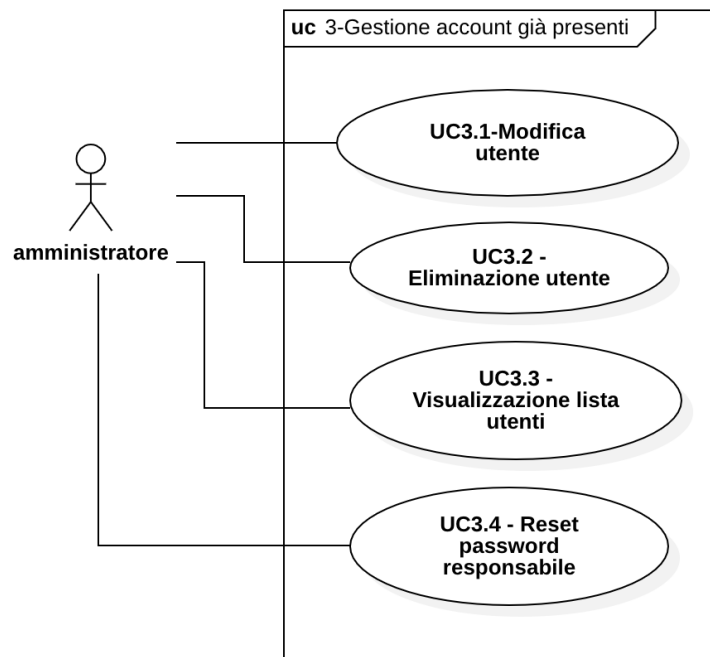 uc 3-Gestione account già presenti
UC3.1-Modifica
utente
amministratore
UC3.2 -
Eliminazione utente
UC3.3 -
Visualizzazione lista
utenti
UC3.4 - Reset
password
responsabile